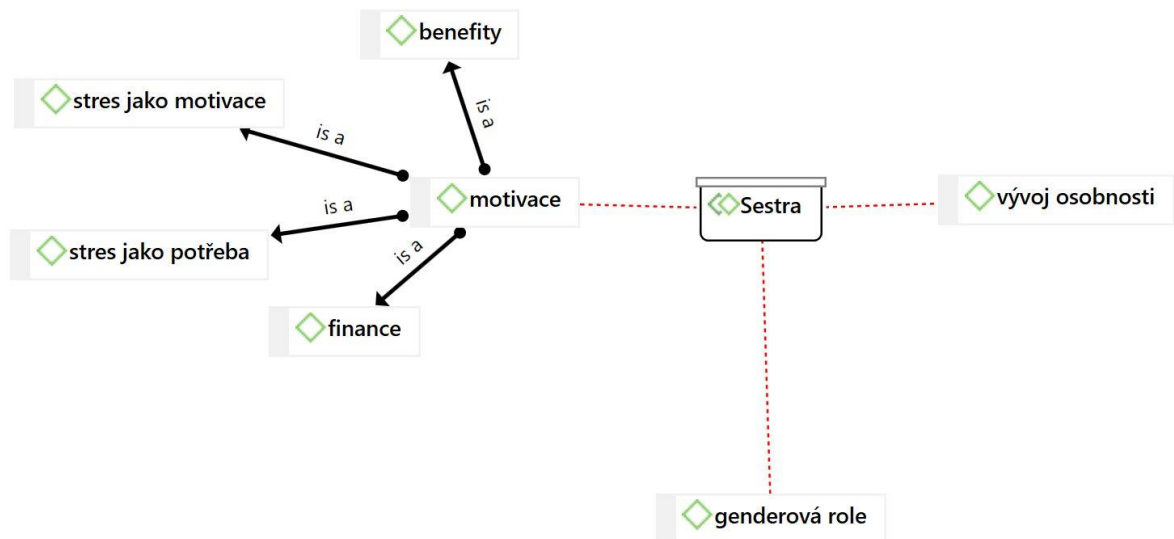 benefity
stres jako motivace
is a
is a
motivace
Sestra
vývoj osobnosti
is a
stres jako potřeba
is a
finance
genderová role